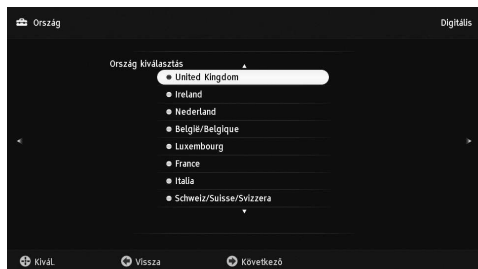 Ország
Digitális
Ország kiválasztás
United Kingdom
Ireland
Nederland
België/Belgique
Luxembourg
France
Italia
Schweiz/Suisse/Svizzera
Kivál.
Vissza
Következő